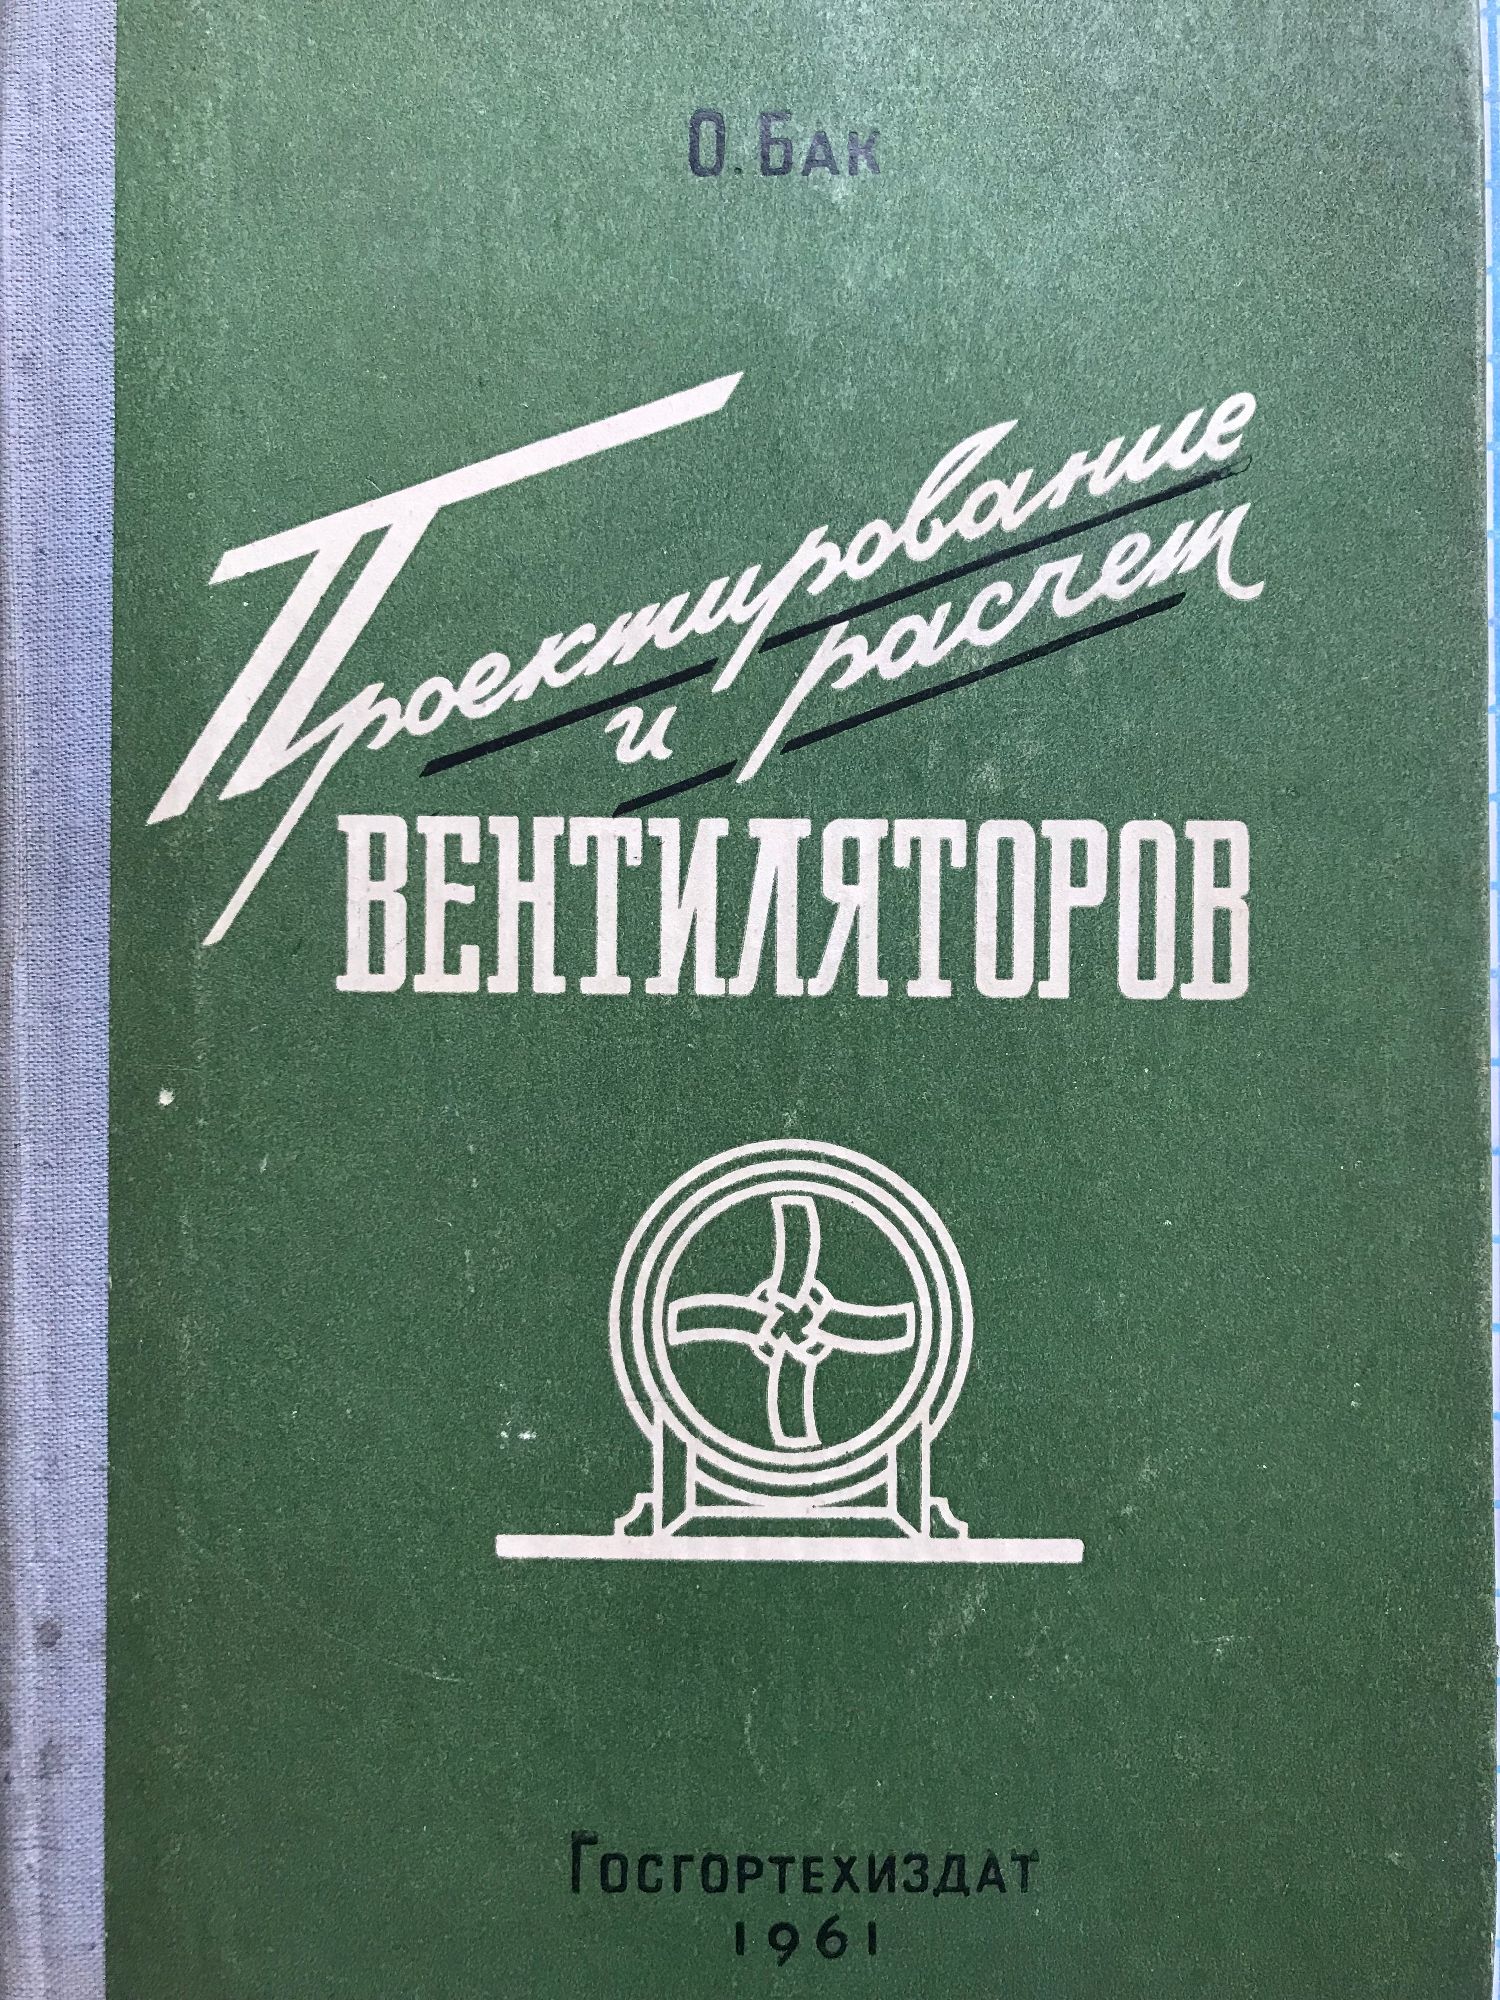 О. БАК
Проектирование
и расчет
ВЕНТИЛЯТОРОВ
ГОСГОРТЕХИЗДАТ
1961